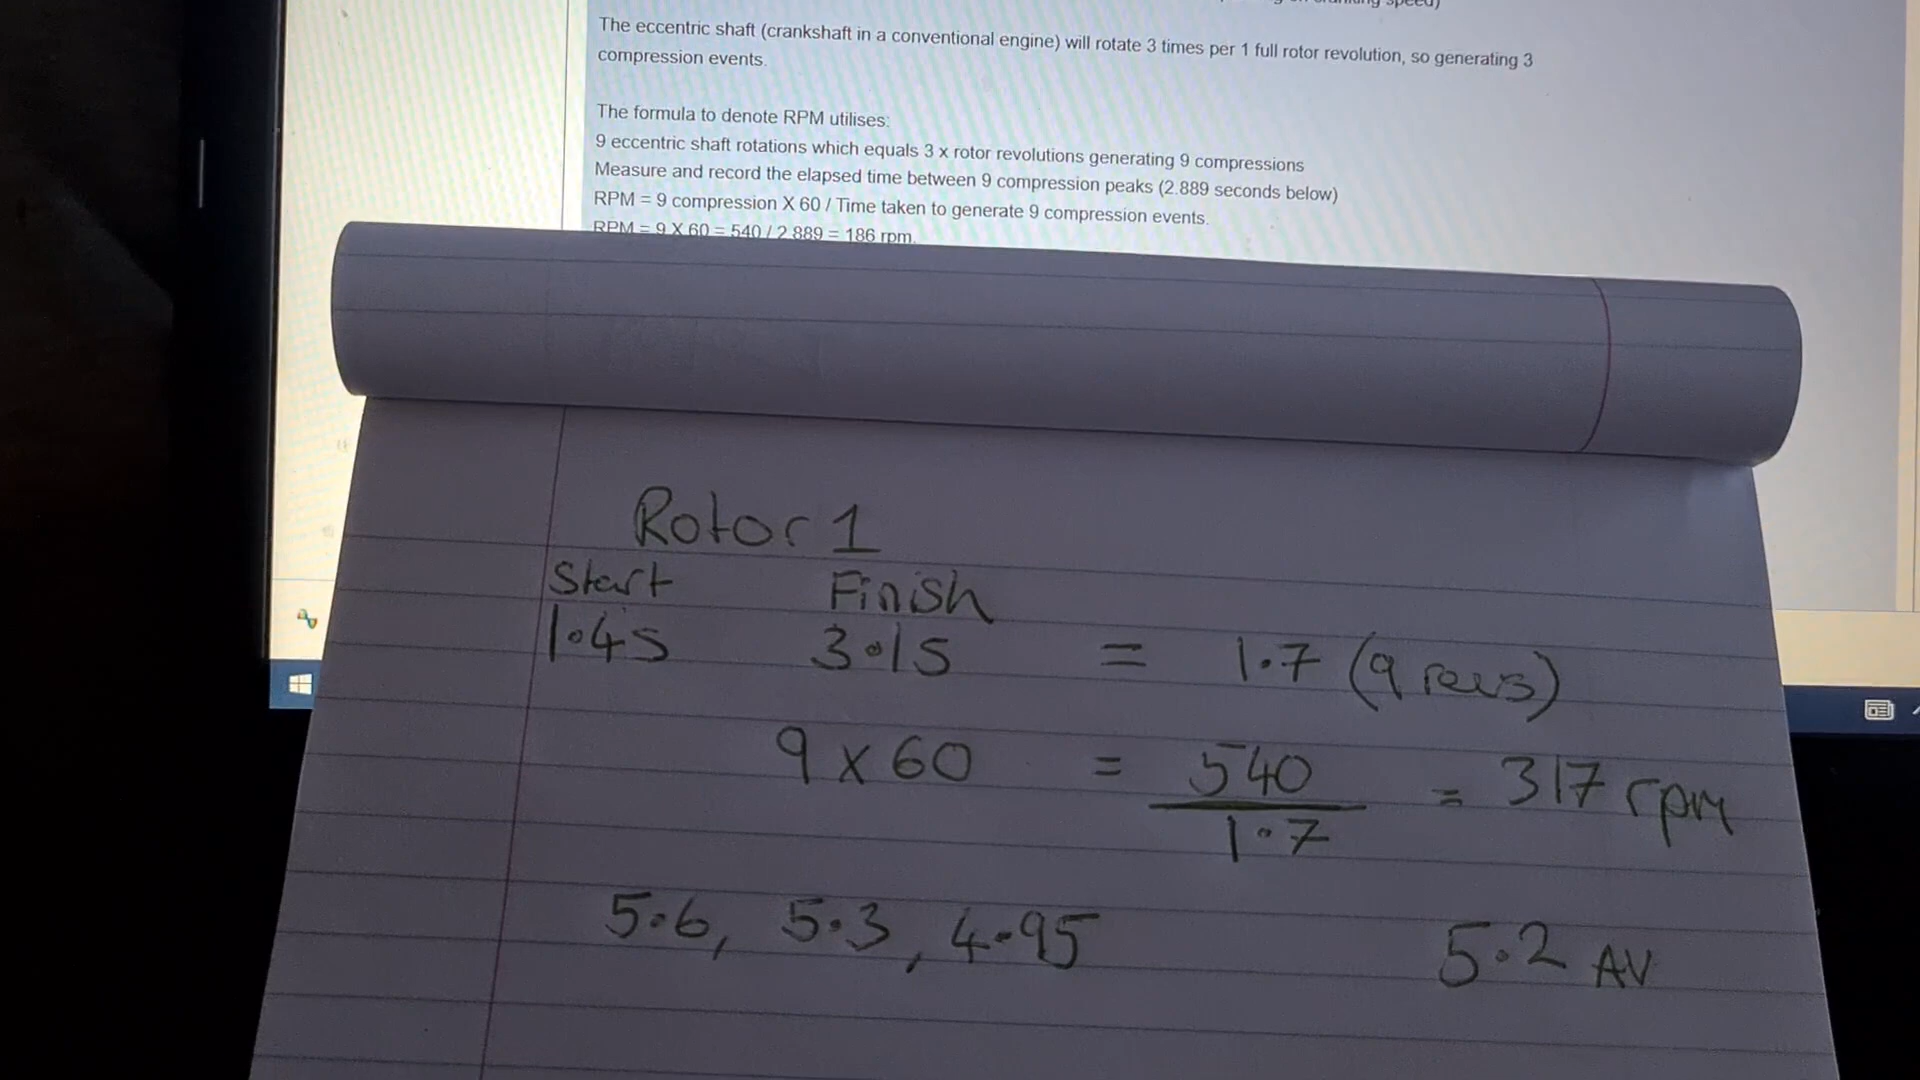 speed)
The eccentric shaft (crankshaft in a conventional engine) will rotate 3 times per 1 full rotor revolution, so generating 3
compression events.
The formula to denote RPM utilises:
9 eccentric shaft rotations which equals 3 x rotor revolutions generating 9 compressions
Measure and record the elapsed time between 9 compression peaks (2.889 seconds below)
RPM = 9 compression X 60 / Time taken to generate 9 compression events.
RPM = 9 X 60 = 540 / 2.889 = 186 rpm.
Rotor 1
Start Finish
1.4s 3.1s = 1.7 (9 revs)
9 x 60 = 540 / 1.7 = 317 rpm
5.6, 5.3, 4.95 5.2 AV